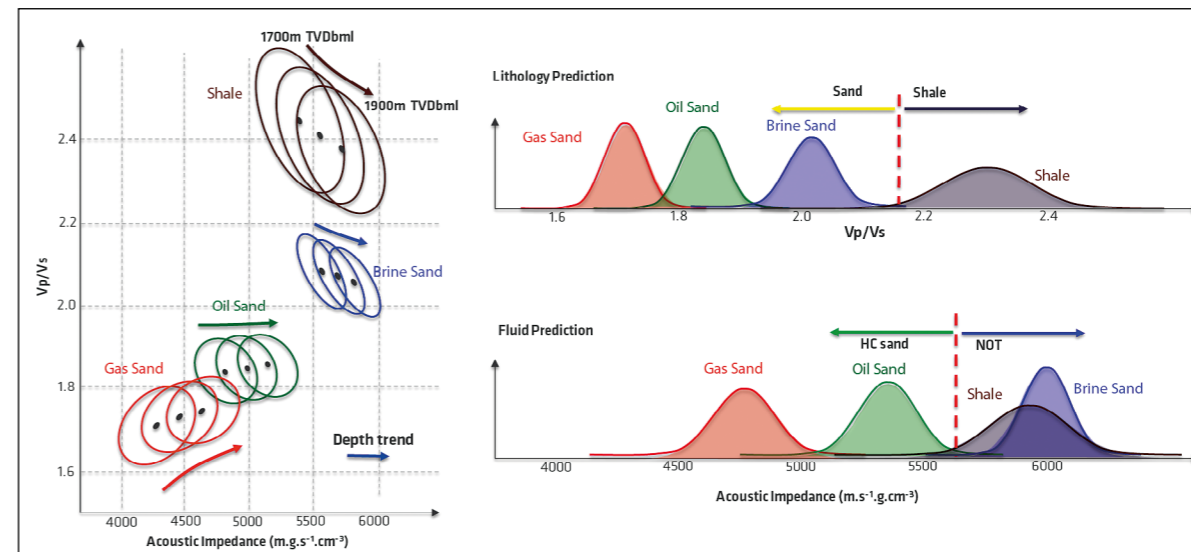 1700m TVDbml
Shale
1900m TVDbml
2.4
2.2
Brine Sand
2.0
Oil Sand
Gas Sand
1.8
Depth trend
1.6
Vp/Vs
4000 4500 5000 5500 6000
Acoustic Impedance (m.g.s⁻¹.cm⁻³)
Lithology Prediction
Sand Shale
Oil Sand
Gas Sand
Brine Sand
Shale
1.6 1.8 2.0 2.2 2.4
Vp/Vs
Fluid Prediction
HC sand NOT
Gas Sand
Oil Sand
Shale
Brine Sand
4000 4500 5000 5500 6000
Acoustic Impedance (m.s⁻¹.g.cm⁻³)